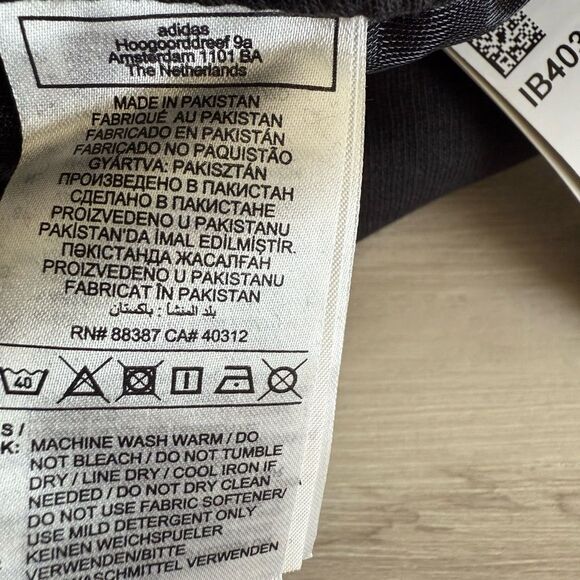 adidas
Hoogoorddreef 9a
Amsterdam 1101 BA
The Netherlands
MADE IN PAKISTAN
FABRIQUÉ AU PAKISTAN
FABRICADO EN PAKISTÁN
FABRICADO NO PAQUISTÃO
GYÁRTVA: PAKISZTÁN
ПРОИЗВЕДЕНО В ПАКИСТАН
СДЕЛАНО В ПАКИСТАНЕ
PROIZVEDENO U PAKISTANU
PAKİSTAN'DA İMAL EDİLMİŞTİR.
ПӘКІСТАНДА ЖАСАЛҒАН
PROIZVEDENO U PAKISTANU
FABRICAT ÎN PAKISTAN
بلد المنشأ : باكستان
RN# 88387 CA# 40312
40
S /
K: MACHINE WASH WARM / DO
NOT BLEACH / DO NOT TUMBLE
DRY / LINE DRY / COOL IRON IF
NEEDED / DO NOT DRY CLEAN
DO NOT USE FABRIC SOFTENER/
USE MILD DETERGENT ONLY
KEINEN WEICHSPUELER
VERWENDEN/BITTE
IB403